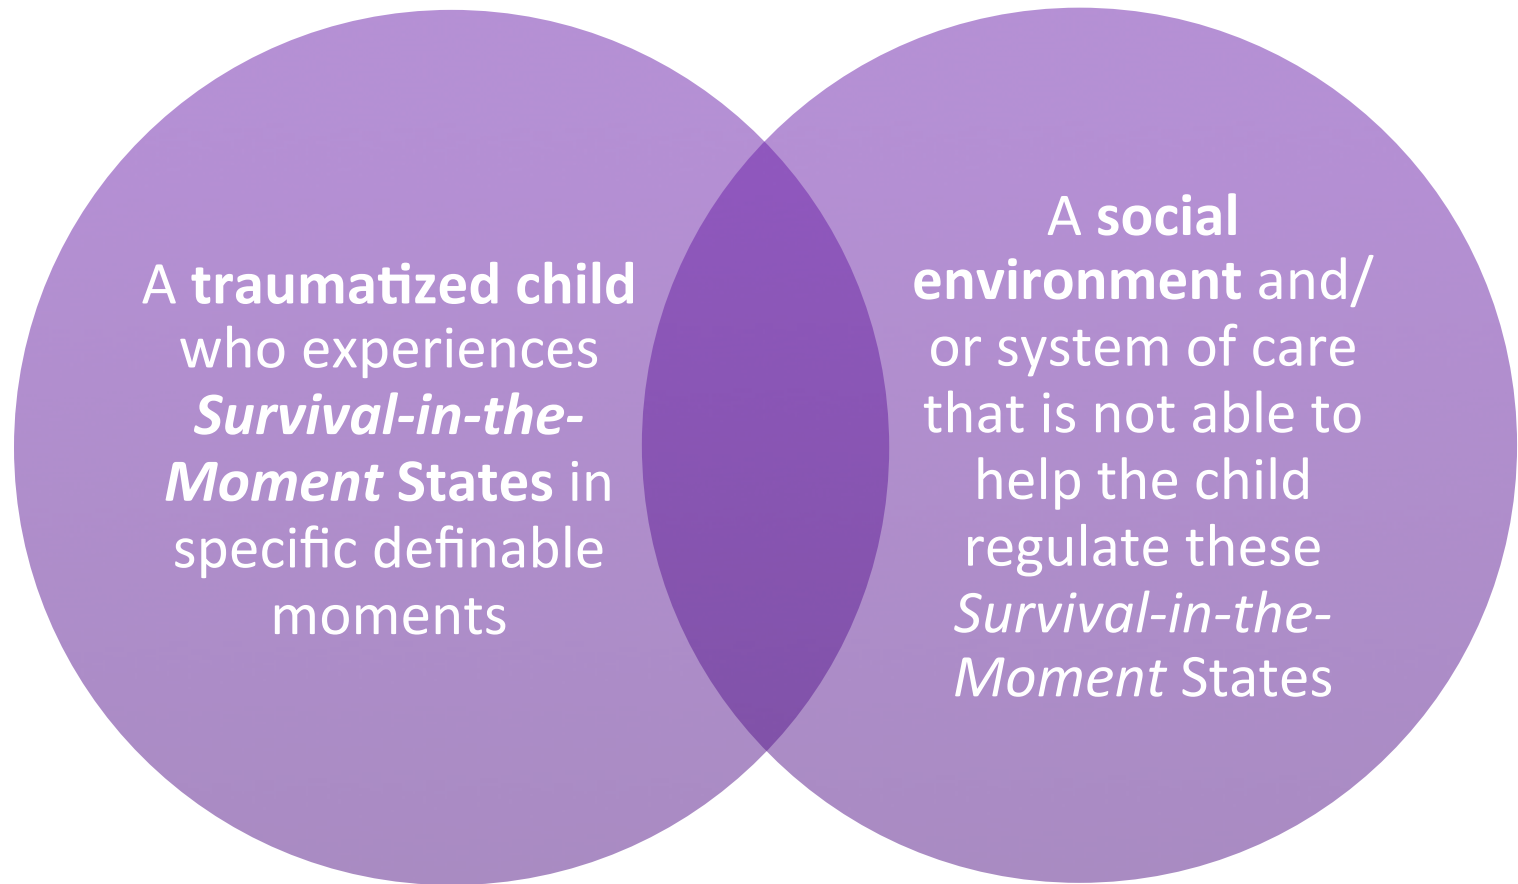 A traumatized child
who experiences
Survival-in-the-
Moment States in
specific definable
moments
A social
environment and/
or system of care
that is not able to
help the child
regulate these
Survival-in-the-
Moment States